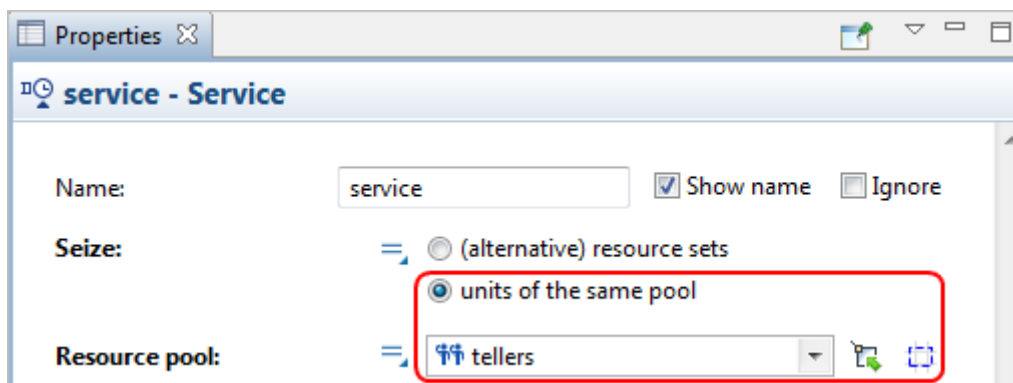 Properties
service - Service
Name: service Show name Ignore
Seize: (alternative) resource sets
units of the same pool
Resource pool: tellers